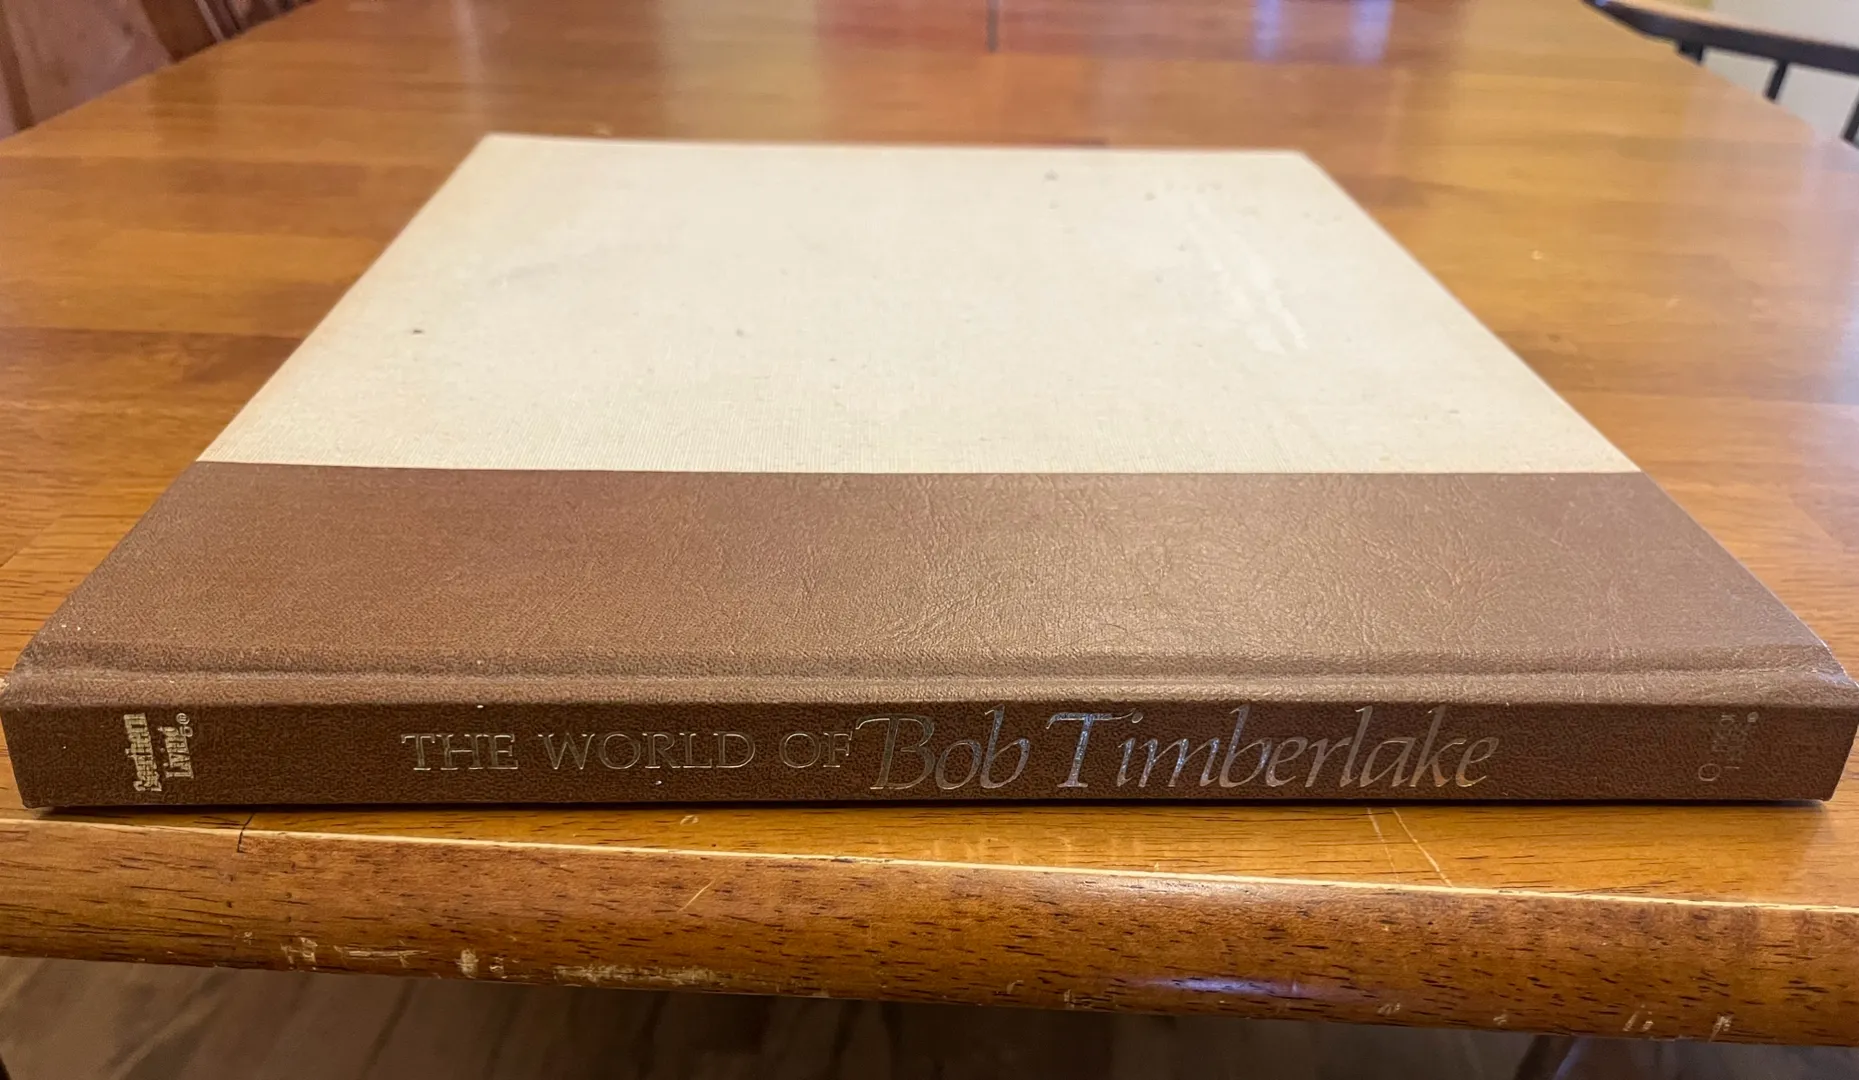 Southern
Living®
THE WORLD OF Bob Timberlake